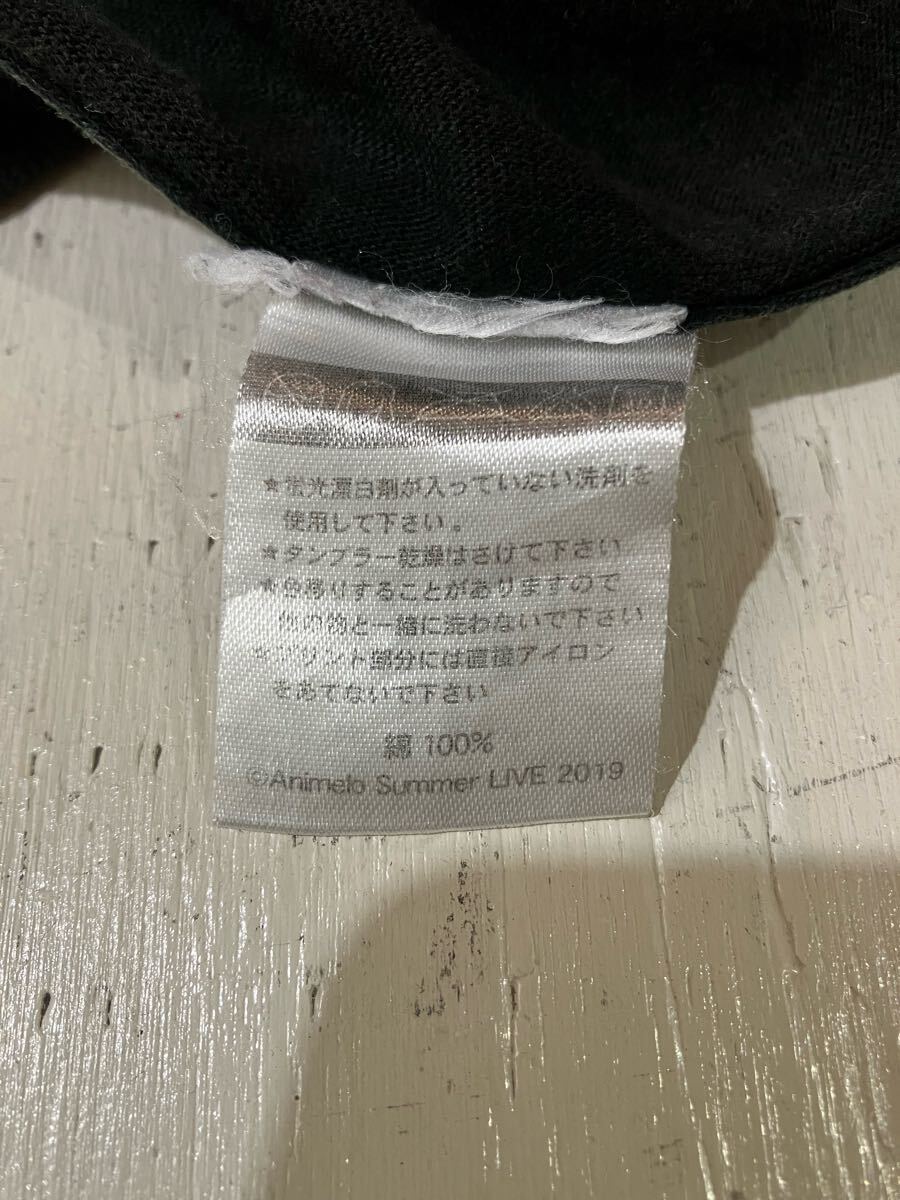 ★蛍光漂白剤が入っていない洗剤を
使用して下さい。
★タンブラー乾燥はさけて下さい
★色移りすることがありますので
他の物と一緒に洗わないで下さい
★プリント部分には直接アイロン
をあてないで下さい
綿 100%
©Animelo Summer LIVE 2019